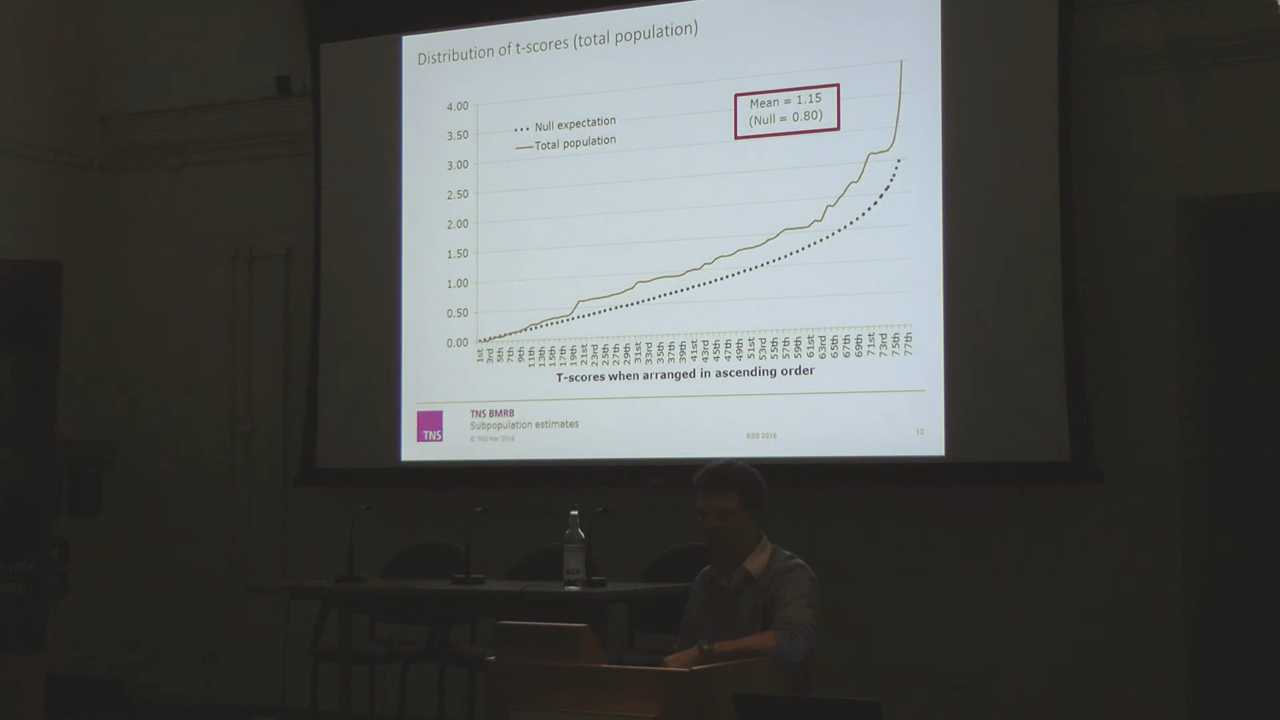 Distribution of t-scores (total population)
4.00
3.50
3.00
2.50
2.00
1.50
1.00
0.50
0.00
Null expectation
Total population
Mean = 1.15
(Null = 0.80)
1st 3rd 5th 7th 9th 11th 13th 15th 17th 19th 21st 23rd 25th 27th 29th 31st 33rd 35th 37th 39th 41st 43rd 45th 47th 49th 51st 53rd 55th 57th 59th 61st 63rd 65th 67th 69th 71st 73rd 75th 77th
T-scores when arranged in ascending order
TNS
TNS BMRB
Subpopulation estimates
© TNS
2016
12